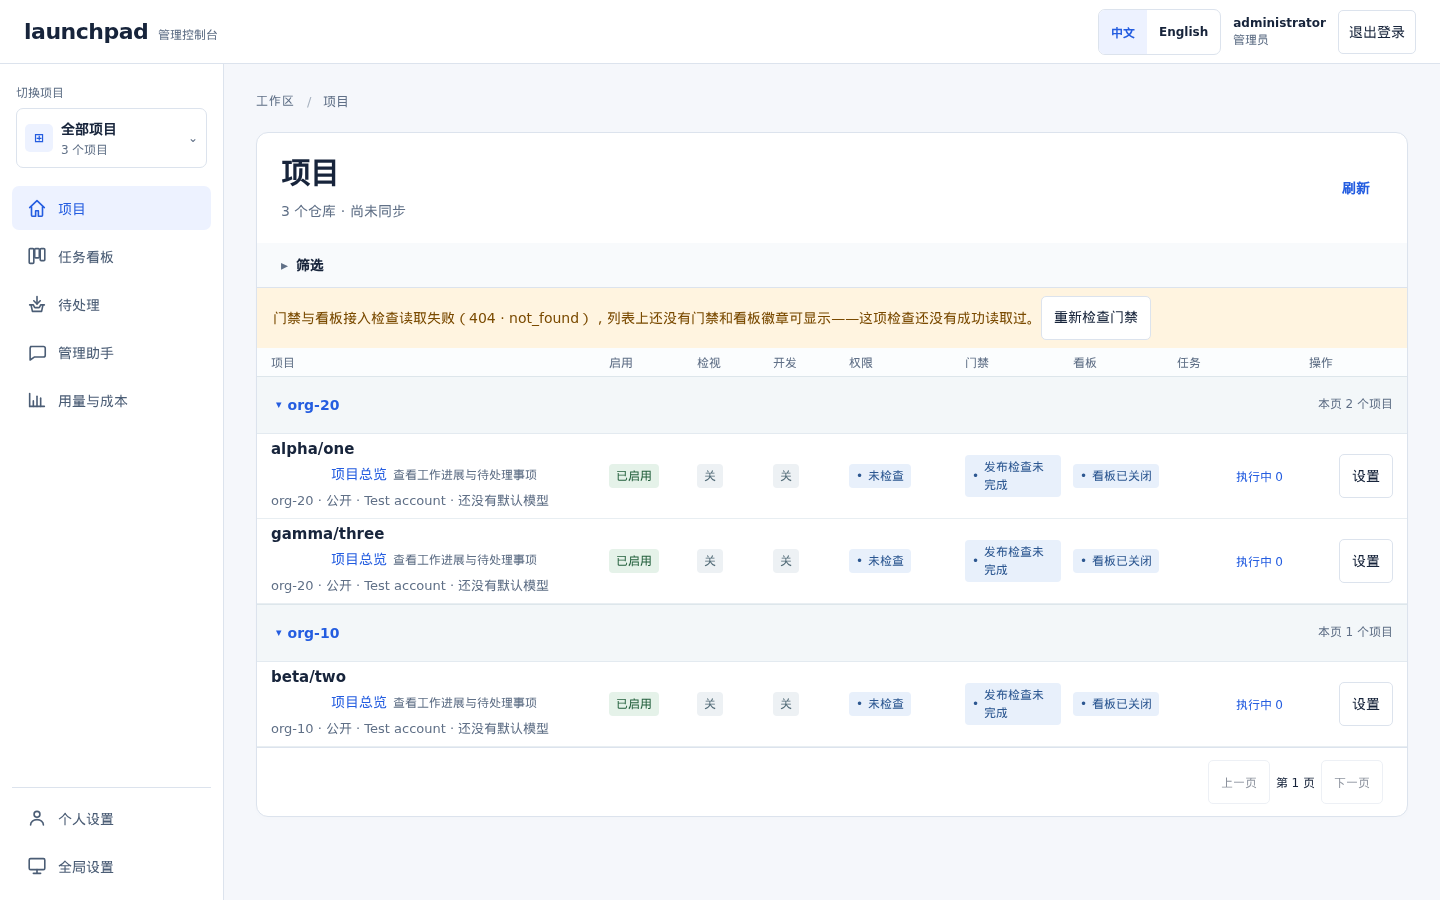 launchpad 管理控制台
中文 English
administrator
管理员
退出登录
切换项目
全部项目
3 个项目
项目
任务看板
待处理
管理助手
用量与成本
个人设置
全局设置
工作区 / 项目
项目
3 个仓库 · 尚未同步
刷新
筛选
门禁与看板接入检查读取失败（404 · not_found），列表上还没有门禁和看板徽章可显示——这项检查还没有成功读取过。 重新检查门禁
项目 启用 检视 开发 权限 门禁 看板 任务 操作
org-20 本页 2 个项目
alpha/one
项目总览 查看工作进展与待处理事项
org-20 · 公开 · Test account · 还没有默认模型
已启用 关 关 • 未检查 • 发布检查未完成 • 看板已关闭 执行中 0 设置
gamma/three
项目总览 查看工作进展与待处理事项
org-20 · 公开 · Test account · 还没有默认模型
已启用 关 关 • 未检查 • 发布检查未完成 • 看板已关闭 执行中 0 设置
org-10 本页 1 个项目
beta/two
项目总览 查看工作进展与待处理事项
org-10 · 公开 · Test account · 还没有默认模型
已启用 关 关 • 未检查 • 发布检查未完成 • 看板已关闭 执行中 0 设置
上一页 第 1 页 下一页